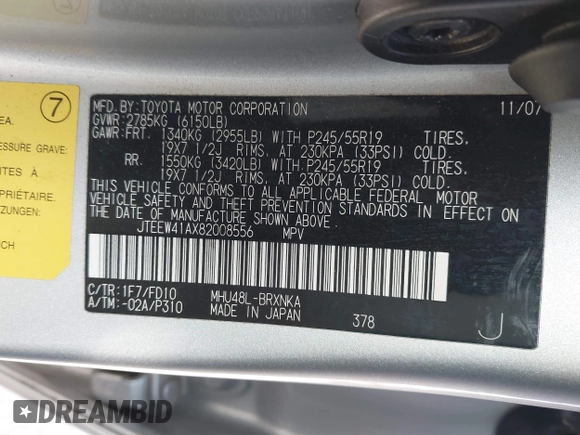 7
EA.
ESSURE GRAVE:
ITES À
PRIÉTAIRE.
TZUNGEN:
CH
MFD. BY: TOYOTA MOTOR CORPORATION 11/07
GVWR: 2785KG (6150LB)
GAWR: FRT. 1340KG (2955LB) WITH P245/55R19 TIRES,
19X7 1/2J RIMS, AT 230KPA (33PSI) COLD.
RR. 1550KG (3420LB) WITH P245/55R19 TIRES,
19X7 1/2J RIMS, AT 230KPA (33PSI) COLD.
THIS VEHICLE CONFORMS TO ALL APPLICABLE FEDERAL MOTOR
VEHICLE SAFETY AND THEFT PREVENTION STANDARDS IN EFFECT ON
THE DATE OF MANUFACTURE SHOWN ABOVE.
JTEEW41AX82008556 MPV
C/TR: 1F7/FD10 MHU48L-BRXNKA
A/TM: -02A/P310 MADE IN JAPAN 378 J
DREAMBID